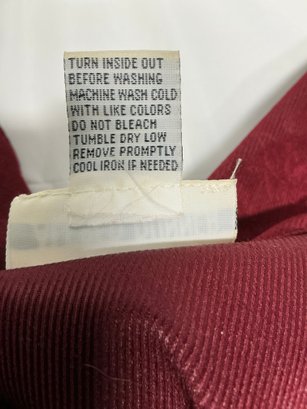 TURN INSIDE OUT
BEFORE WASHING
MACHINE WASH COLD
WITH LIKE COLORS
DO NOT BLEACH
TUMBLE DRY LOW
REMOVE PROMPTLY
COOL IRON IF NEEDED